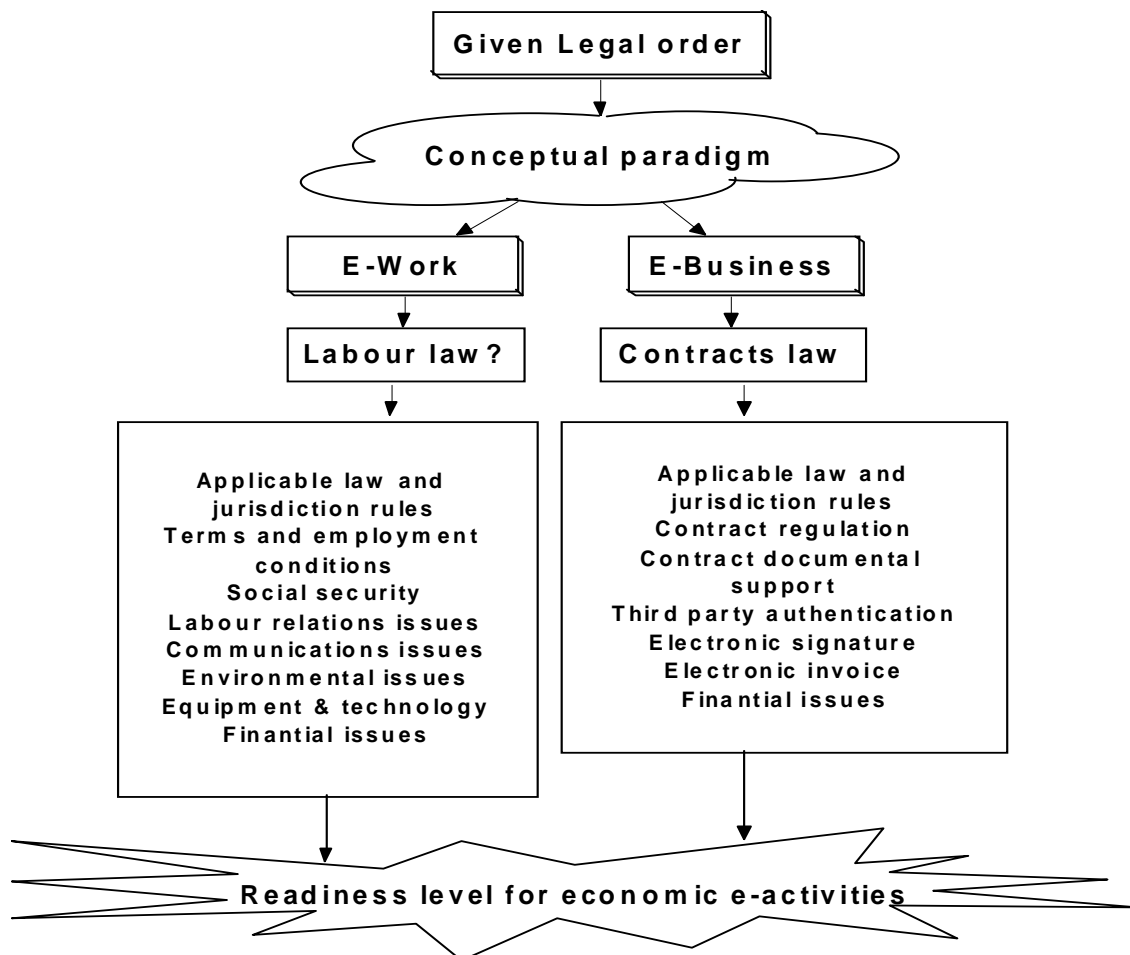 Given Legal order
Conceptual paradigm
E-Work
E-Business
Labour law?
Contracts law
Applicable law and
jurisdiction rules
Terms and employment
conditions
Social security
Labour relations issues
Communications issues
Environmental issues
Equipment & technology
Finantial issues
Applicable law and
jurisdiction rules
Contract regulation
Contract documental
support
Third party authentication
Electronic signature
Electronic invoice
Finantial issues
Readiness level for economic e-activities